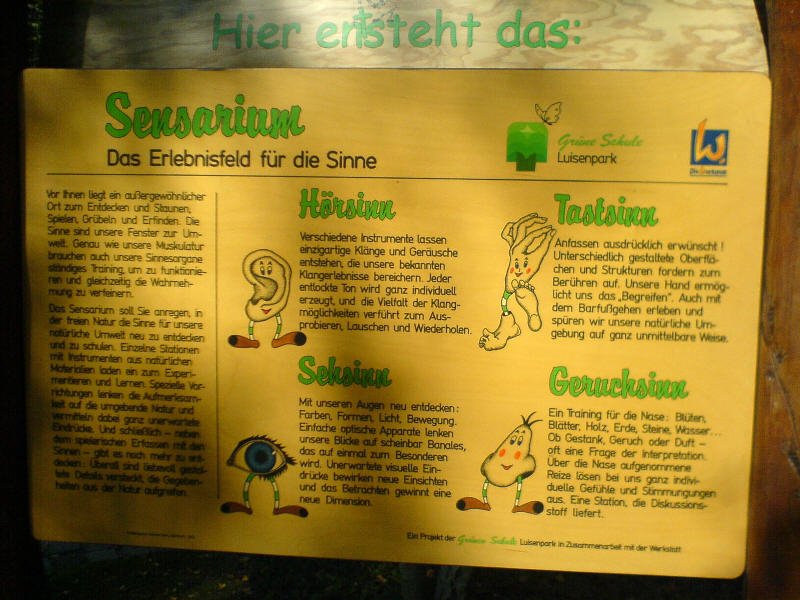 Hier entsteht das:
Sensarium
Das Erlebnisfeld für die Sinne
Grüne Schule
Luisenpark
Vor Ihnen liegt ein außergewöhnlicher
Ort zum Entdecken und Staunen,
Spielen, Grübeln und Erfinden. Die
Sinne sind unsere Fenster zur Um-
welt. Genau wie unsere Muskulatur
brauchen auch unsere Sinnesorgane
ständiges Training, um zu funktionie-
ren und gleichzeitig die Wahrneh-
mung zu verfeinern.
Das Sensarium soll Sie anregen, in
der freien Natur die Sinne für unsere
natürliche Umwelt neu zu entdecken
und zu schulen. Einzelne Stationen
mit Instrumenten aus natürlichen
Materialien laden ein zum Experi-
mentieren und Lernen. Spezielle Vor-
richtungen lenken die Aufmerksam-
keit auf die umgebende Natur und
vermitteln dabei ganz unerwartete
Eindrücke. Und schließlich – neben
dem spielerischen Erfassen mit den
Sinnen – gibt es noch mehr zu ent-
decken: Überall sind liebevoll gestal-
tete Details versteckt, die Gegeben-
heiten aus der Natur aufgreifen.
Hörsinn
Verschiedene Instrumente lassen
einzigartige Klänge und Geräusche
entstehen, die unsere bekannten
Klangerlebnisse bereichern. Jeder
entlockte Ton wird ganz individuell
erzeugt, und die Vielfalt der Klang-
möglichkeiten verführt zum Aus-
probieren, Lauschen und Wiederholen.
Sehsinn
Mit unseren Augen neu entdecken:
Farben, Formen, Licht, Bewegung.
Einfache optische Apparate lenken
unsere Blicke auf scheinbar Banales,
das auf einmal zum Besonderen
wird. Unerwartete visuelle Ein-
drücke bewirken neue Einsichten
und das Betrachten gewinnt eine
neue Dimension.
Tastsinn
Anfassen ausdrücklich erwünscht!
Unterschiedlich gestaltete Oberflä-
chen und Strukturen fordern zum
Berühren auf. Unsere Hand ermög-
licht uns das „Begreifen“. Auch mit
dem Barfußgehen erleben und
spüren wir unsere natürliche Um-
gebung auf ganz unmittelbare Weise.
Geruchsinn
Ein Training für die Nase: Blüten,
Blätter, Holz, Erde, Steine, Wasser...
Ob Gestank, Geruch oder Duft –
oft eine Frage der Interpretation.
Über die Nase aufgenommene
Reize lösen bei uns ganz indivi-
duelle Gefühle und Stimmungungen
aus. Eine Station, die Diskussions-
stoff liefert.
Ein Projekt der Grünen Schule Luisenpark in Zusammenarbeit mit der Werkstatt